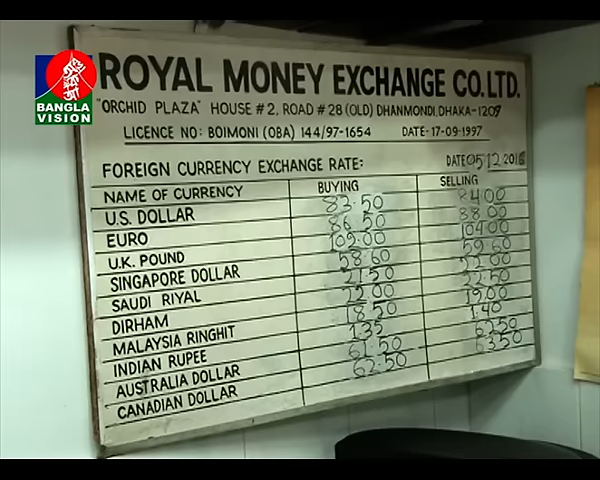 BANGLA
VISION
ROYAL MONEY EXCHANGE CO. LTD.
"ORCHID PLAZA" HOUSE # 2, ROAD # 28 (OLD) DHANMONDI, DHAKA-1209
LICENCE NO: BOIMONI (OBA) 144/97-1654 DATE- 17-09-1997
FOREIGN CURRENCY EXCHANGE RATE: DATE 05/12 2016
NAME OF CURRENCY BUYING SELLING
U.S. DOLLAR 83.50 84.00
EURO 86.50 88.00
U.K. POUND 102.00 104.00
SINGAPORE DOLLAR 58.60 59.60
SAUDI RIYAL 21.50 22.00
DIRHAM 22.00 22.50
MALAYSIA RINGHIT 18.50 19.00
INDIAN RUPEE 1.35 1.40
AUSTRALIA DOLLAR 61.50 62.50
CANADIAN DOLLAR 62.50 63.50